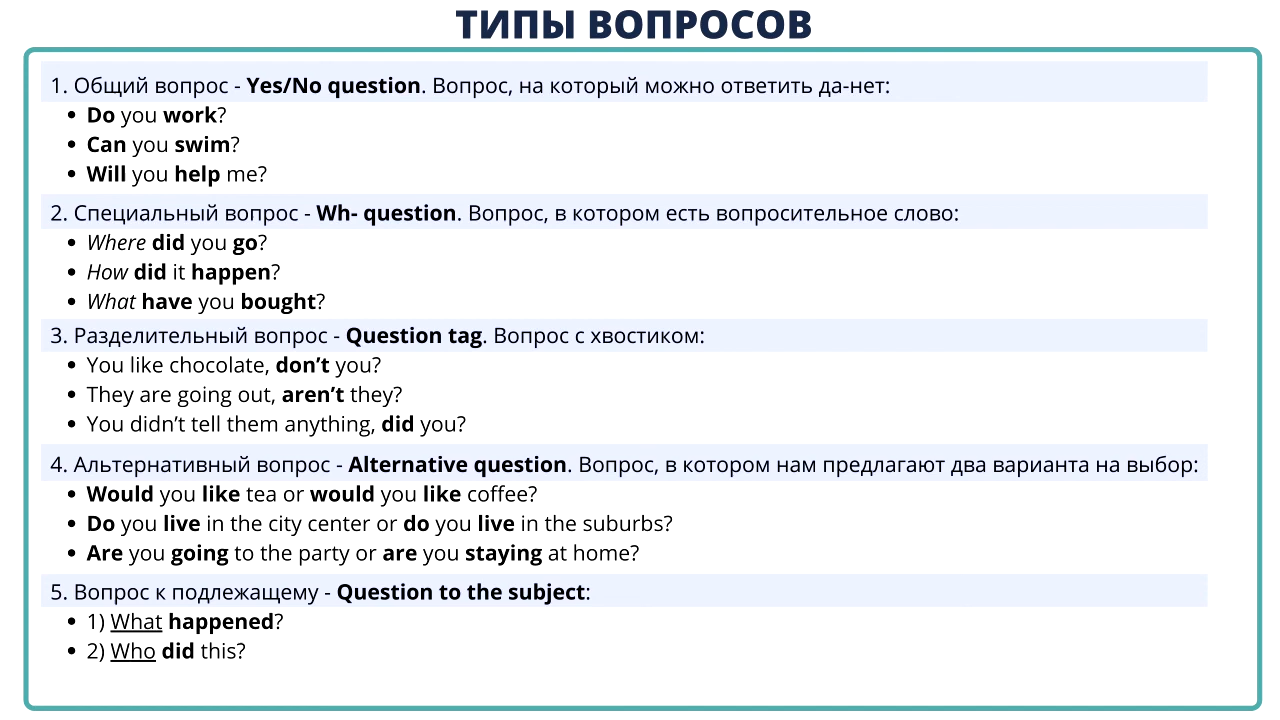 ТИПЫ ВОПРОСОВ
1. Общий вопрос - Yes/No question. Вопрос, на который можно ответить да-нет:
• Do you work?
• Can you swim?
• Will you help me?
2. Специальный вопрос - Wh- question. Вопрос, в котором есть вопросительное слово:
• Where did you go?
• How did it happen?
• What have you bought?
3. Разделительный вопрос - Question tag. Вопрос с хвостиком:
• You like chocolate, don’t you?
• They are going out, aren’t they?
• You didn’t tell them anything, did you?
4. Альтернативный вопрос - Alternative question. Вопрос, в котором нам предлагают два варианта на выбор:
• Would you like tea or would you like coffee?
• Do you live in the city center or do you live in the suburbs?
• Are you going to the party or are you staying at home?
5. Вопрос к подлежащему - Question to the subject:
• 1) What happened?
• 2) Who did this?